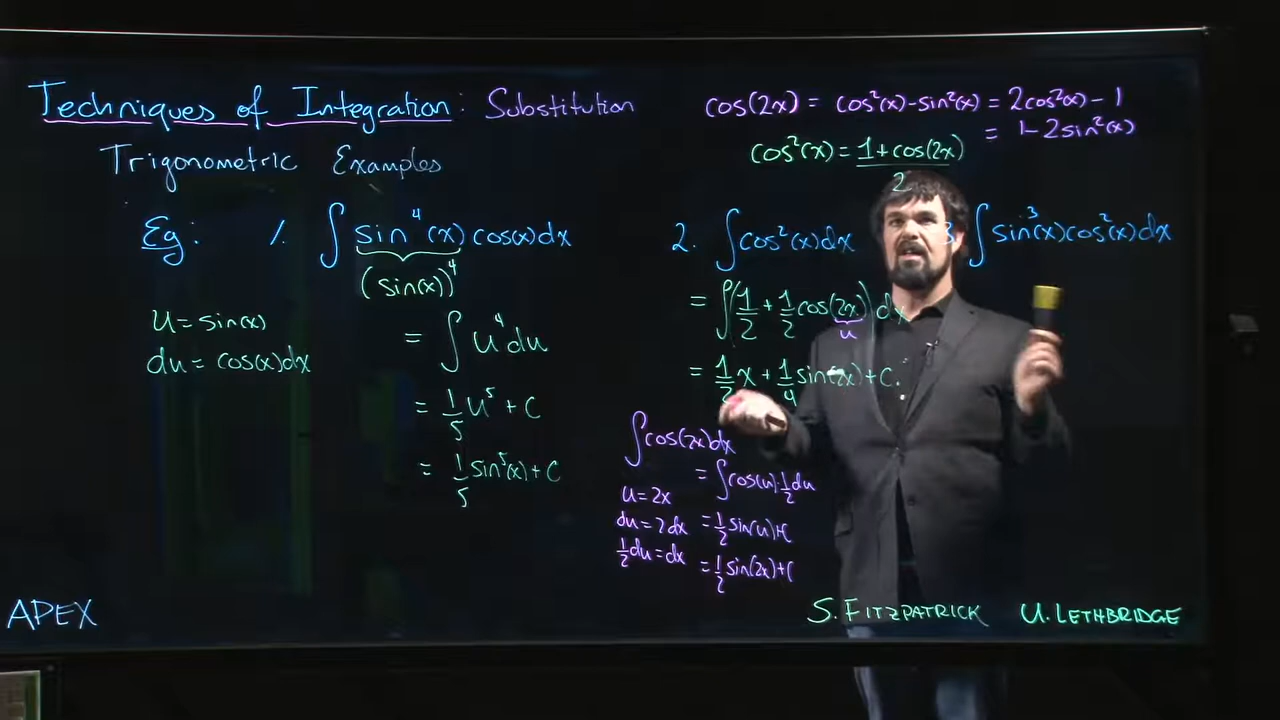 Techniques of Integration: Substitution
Trigonometric Examples
cos(2x) = cos²(x)-sin²(x) = 2cos²(x) - 1
= 1-2sin²(x)
cos²(x) = 1+cos(2x) / 2
Eg: 1. ∫ sin⁴(x) cos(x)dx
(sin(x))⁴
u = sin(x)
du = cos(x)dx
= ∫ u⁴ du
= 1/5 u⁵ + C
= 1/5 sin⁵(x) + C
2. ∫cos²(x)dx
= ∫(1/2 + 1/2 cos(2x)) dx
u
= 1/2 x + 1/4 sin(2x) + C.
∫cos(2x)dx
= ∫cos(u)·1/2 du
u = 2x
du = 2dx
1/2 du = dx
= 1/2 sin(u)+C
= 1/2 sin(2x)+C
3. ∫ sin³(x)cos²(x)dx
APEX
S. FITZPATRICK U. LETHBRIDGE